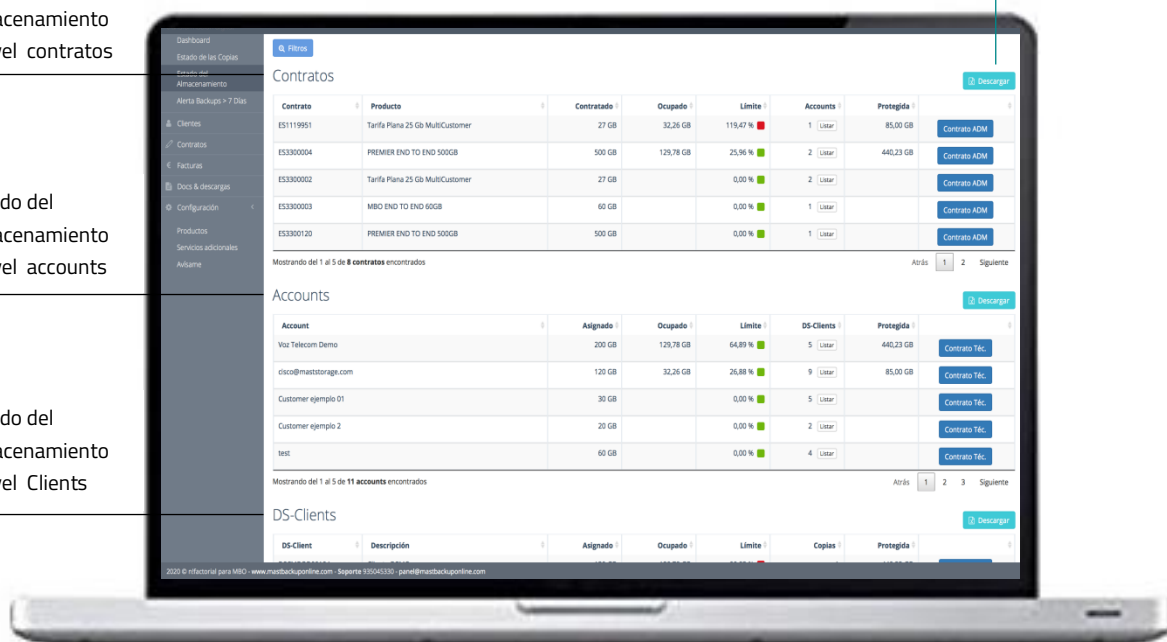 acenamiento
vel contratos
do del
acenamiento
vel accounts
do del
acenamiento
vel Clients
Dashboard
Estado de las Copias
Estado del
Almacenamiento
Alerta Backups > 7 Días
Clientes
Contratos
Facturas
Docs & descargas
Configuración
Productos
Servicios adicionales
Avísame
Filtros
Contratos
Descargar
Contrato Producto Contratado Ocupado Límite Accounts Protegida
ES1119951 Tarifa Plana 25 Gb MultiCustomer 27 GB 32,26 GB 119,47 % 1 Listar 85,00 GB Contrato ADM
ES3300004 PREMIER END TO END 500GB 500 GB 129,78 GB 25,96 % 2 Listar 440,23 GB Contrato ADM
ES3300002 Tarifa Plana 25 Gb MultiCustomer 27 GB 0,00 % 2 Listar Contrato ADM
ES3300003 MBO END TO END 60GB 60 GB 0,00 % 1 Listar Contrato ADM
ES3300120 PREMIER END TO END 500GB 500 GB 0,00 % 1 Listar Contrato ADM
Mostrando del 1 al 5 de 8 contratos encontrados Atrás 1 2 Siguiente
Accounts
Descargar
Account Asignado Ocupado Límite DS-Clients Protegida
Voz Telecom Demo 200 GB 129,78 GB 64,89 % 5 Listar 440,23 GB Contrato Téc.
cisco@maststorage.com 120 GB 32,26 GB 26,88 % 9 Listar 85,00 GB Contrato Téc.
Customer ejemplo 01 30 GB 0,00 % 5 Listar Contrato Téc.
Customer ejemplo 2 20 GB 0,00 % 2 Listar Contrato Téc.
test 60 GB 0,00 % 4 Listar Contrato Téc.
Mostrando del 1 al 5 de 11 accounts encontrados Atrás 1 2 3 Siguiente
DS-Clients
Descargar
DS-Client Descripción Asignado Ocupado Límite Copias Protegida
2020 © nfactorial para MBO - www.mastbackuponline.com - Soporte 935045330 - panel@mastbackuponline.com